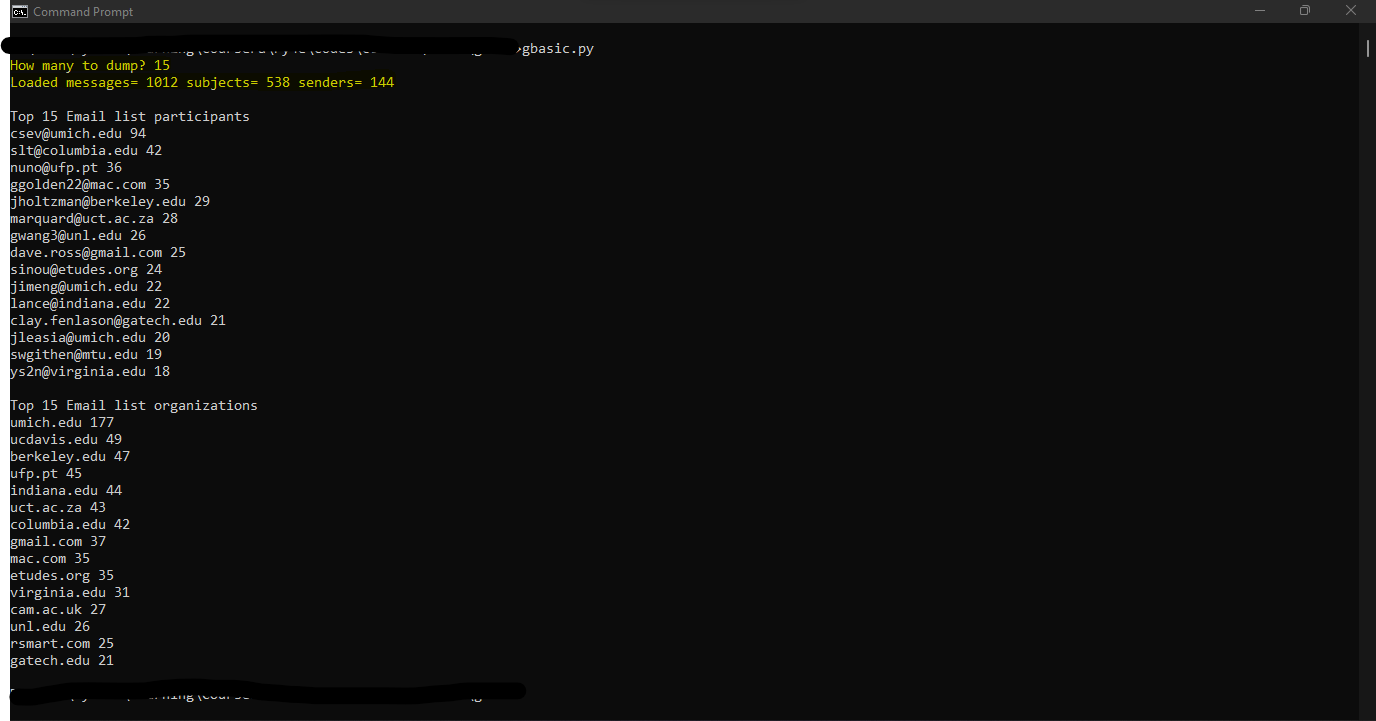 Command Prompt
>gbasic.py
How many to dump? 15
Loaded messages= 1012 subjects= 538 senders= 144
Top 15 Email list participants
csev@umich.edu 94
slt@columbia.edu 42
nuno@ufp.pt 36
ggolden22@mac.com 35
jholtzman@berkeley.edu 29
marquard@uct.ac.za 28
gwang3@unl.edu 26
dave.ross@gmail.com 25
sinou@etudes.org 24
jimeng@umich.edu 22
lance@indiana.edu 22
clay.fenlason@gatech.edu 21
jleasia@umich.edu 20
swgithen@mtu.edu 19
ys2n@virginia.edu 18
Top 15 Email list organizations
umich.edu 177
ucdavis.edu 49
berkeley.edu 47
ufp.pt 45
indiana.edu 44
uct.ac.za 43
columbia.edu 42
gmail.com 37
mac.com 35
etudes.org 35
virginia.edu 31
cam.ac.uk 27
unl.edu 26
rsmart.com 25
gatech.edu 21